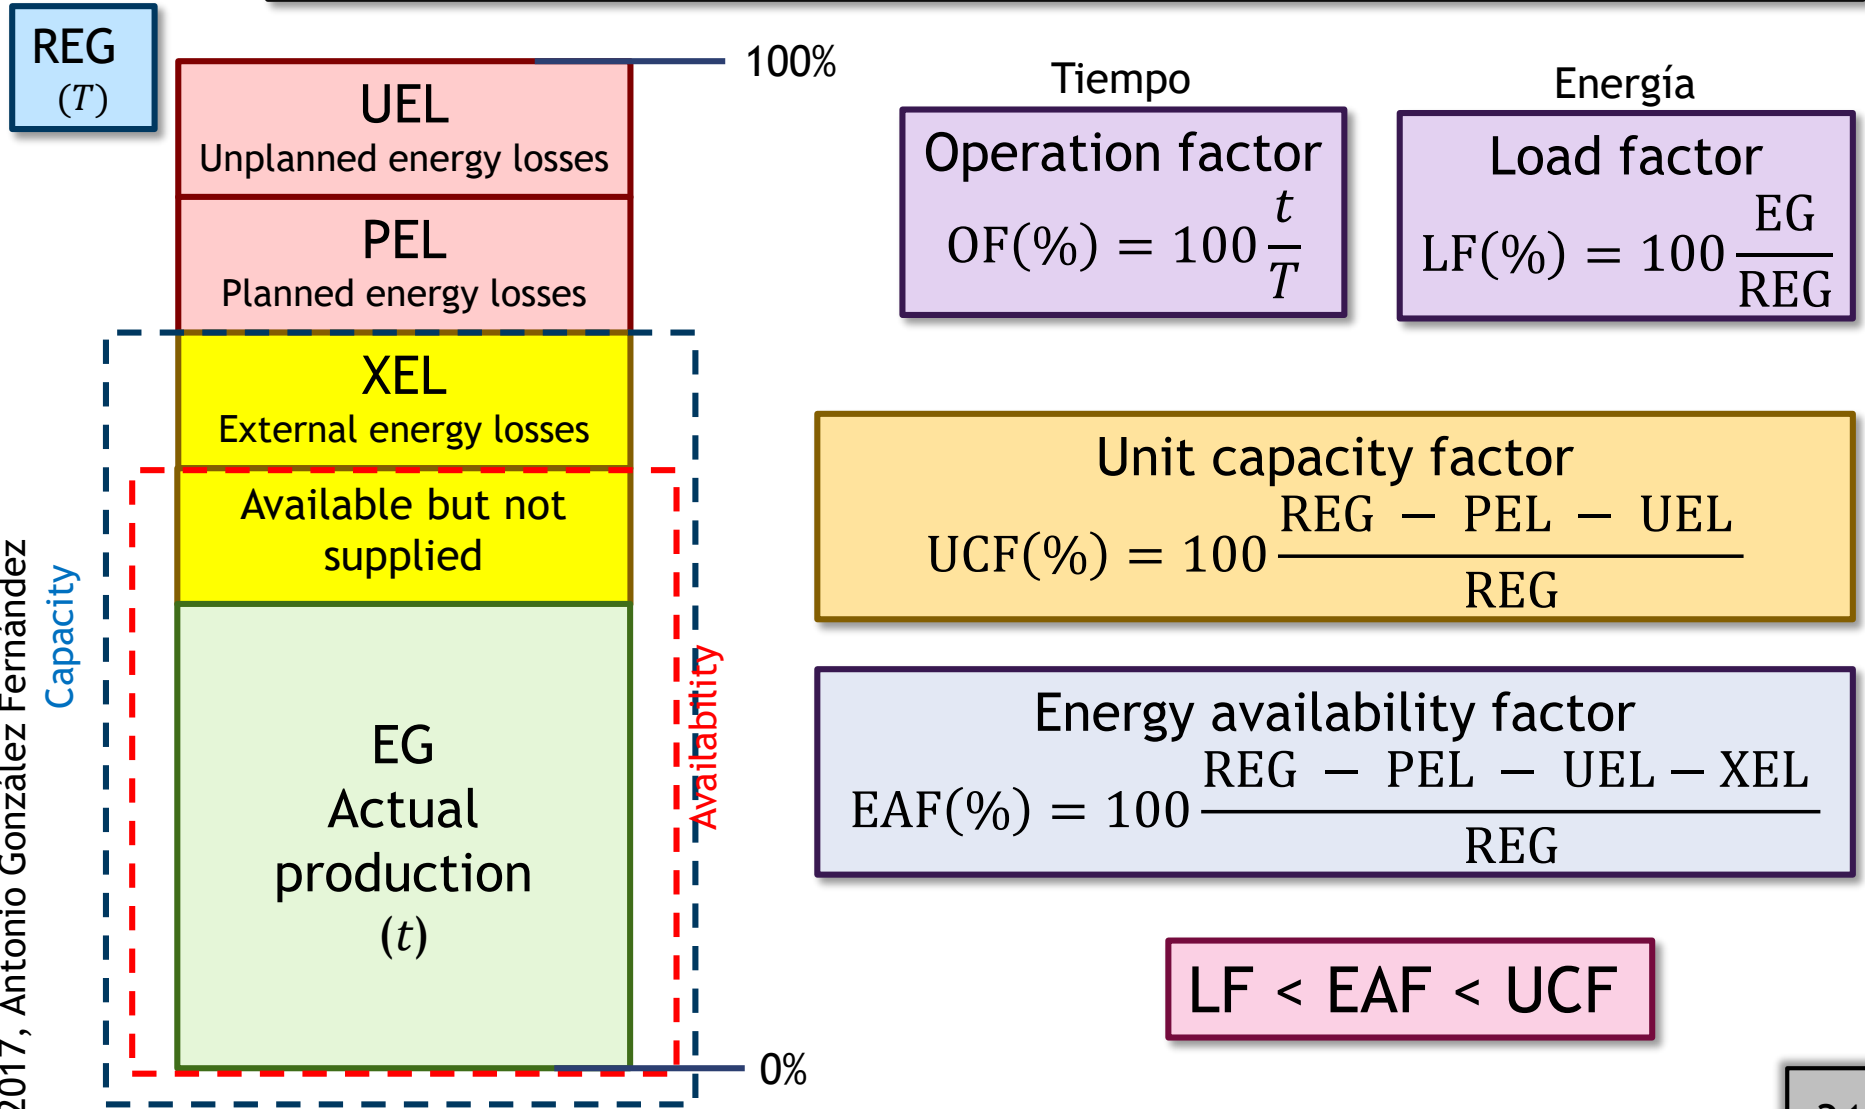 REG
(T)
100%
UEL
Unplanned energy losses
PEL
Planned energy losses
XEL
External energy losses
Available but not
supplied
EG
Actual
production
(t)
0%
Capacity
Availability
2017, Antonio González Fernández
Tiempo
Operation factor
OF(%) = 100 t/T
Energía
Load factor
LF(%) = 100 EG/REG
Unit capacity factor
UCF(%) = 100 (REG − PEL − UEL)/REG
Energy availability factor
EAF(%) = 100 (REG − PEL − UEL − XEL)/REG
LF < EAF < UCF